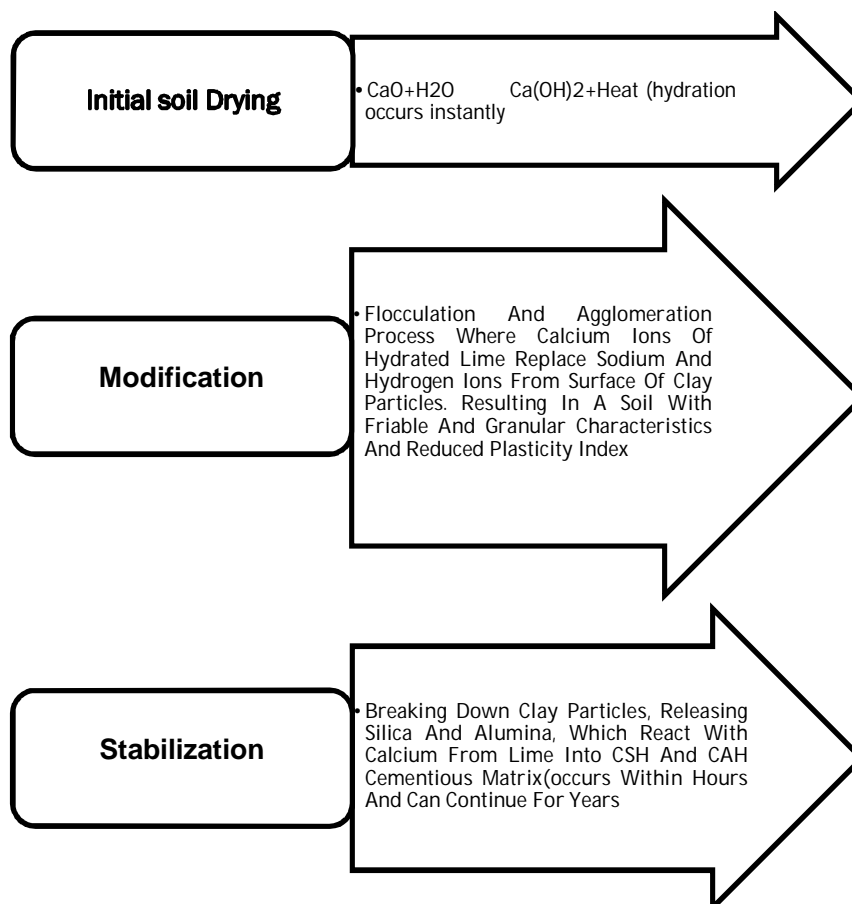 Initial soil Drying
• CaO+H2O Ca(OH)2+Heat (hydration
occurs instantly
Modification
• Flocculation And Agglomeration
Process Where Calcium Ions Of
Hydrated Lime Replace Sodium And
Hydrogen Ions From Surface Of Clay
Particles. Resulting In A Soil With
Friable And Granular Characteristics
And Reduced Plasticity Index
Stabilization
• Breaking Down Clay Particles, Releasing
Silica And Alumina, Which React With
Calcium From Lime Into CSH And CAH
Cementious Matrix(occurs Within Hours
And Can Continue For Years